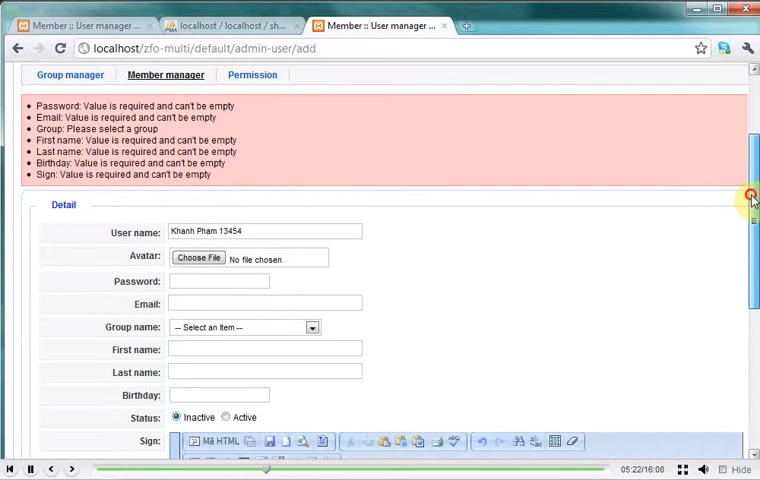 Member :: User manager ...
localhost / localhost / sh...
Member :: User manager ...
localhost/zfo-multi/default/admin-user/add
Group manager Member manager Permission
Password: Value is required and can't be empty
Email: Value is required and can't be empty
Group: Please select a group
First name: Value is required and can't be empty
Last name: Value is required and can't be empty
Birthday: Value is required and can't be empty
Sign: Value is required and can't be empty
Detail
User name: Khanh Pham 13454
Avatar: Choose File No file chosen
Password:
Email:
Group name: -- Select an Item --
First name:
Last name:
Birthday:
Status: Inactive Active
Sign: Mã HTML
05:22/16:08 Hide